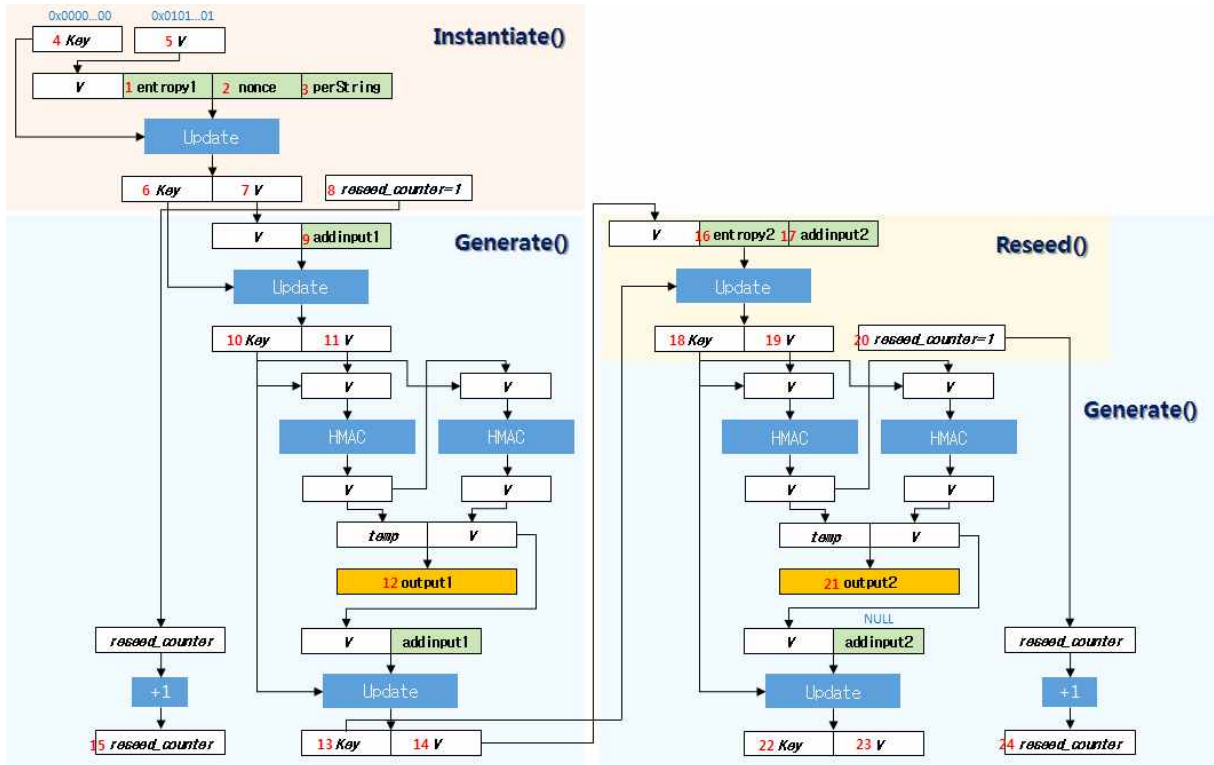 0x0000...00 0x0101...01
4 Key 5 V
Instantiate()
V 1 entropy1 2 nonce 3 perString
Update
6 Key 7 V 8 reseed_counter=1
V 9 addinput1
Generate()
Update
10 Key 11 V
V V
HMAC HMAC
V V
temp V
12 output1
reseed_counter
V addinput1
+1
Update
15 reseed_counter
13 Key 14 V
V 16 entropy2 17 addinput2
Reseed()
Update
18 Key 19 V 20 reseed_counter=1
V V
Generate()
HMAC HMAC
V V
temp V
21 output2
NULL
V addinput2
reseed_counter
Update
+1
22 Key 23 V
24 reseed_counter